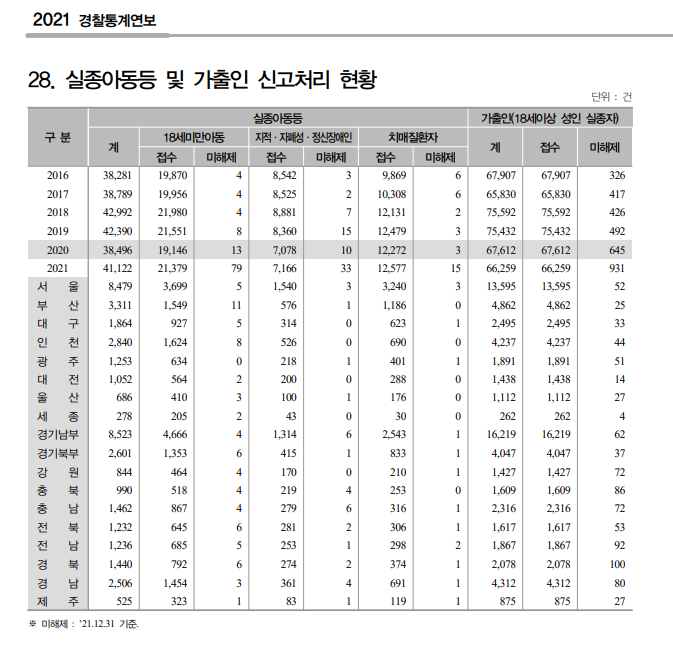 2021 경찰통계연보
28. 실종아동등 및 가출인 신고처리 현황
단위 : 건
구 분 실종아동등 가출인(18세이상 성인 실종자)
계 18세미만아동 지적·자폐성·정신장애인 치매질환자 계 접수 미해제
접수 미해제 접수 미해제 접수 미해제
2016 38,281 19,870 4 8,542 3 9,869 6 67,907 67,907 326
2017 38,789 19,956 4 8,525 2 10,308 6 65,830 65,830 417
2018 42,992 21,980 4 8,881 7 12,131 2 75,592 75,592 426
2019 42,390 21,551 8 8,360 15 12,479 3 75,432 75,432 492
2020 38,496 19,146 13 7,078 10 12,272 3 67,612 67,612 645
2021 41,122 21,379 79 7,166 33 12,577 15 66,259 66,259 931
서 울 8,479 3,699 5 1,540 3 3,240 3 13,595 13,595 52
부 산 3,311 1,549 11 576 1 1,186 0 4,862 4,862 25
대 구 1,864 927 5 314 0 623 1 2,495 2,495 33
인 천 2,840 1,624 8 526 0 690 0 4,237 4,237 44
광 주 1,253 634 0 218 1 401 1 1,891 1,891 51
대 전 1,052 564 2 200 0 288 0 1,438 1,438 14
울 산 686 410 3 100 1 176 0 1,112 1,112 27
세 종 278 205 2 43 0 30 0 262 262 4
경기남부 8,523 4,666 4 1,314 6 2,543 1 16,219 16,219 62
경기북부 2,601 1,353 6 415 1 833 1 4,047 4,047 37
강 원 844 464 4 170 0 210 1 1,427 1,427 72
충 북 990 518 4 219 4 253 0 1,609 1,609 86
충 남 1,462 867 4 279 6 316 1 2,316 2,316 72
전 북 1,232 645 6 281 2 306 1 1,617 1,617 53
전 남 1,236 685 5 253 1 298 2 1,867 1,867 92
경 북 1,440 792 6 274 2 374 1 2,078 2,078 100
경 남 2,506 1,454 3 361 4 691 1 4,312 4,312 80
제 주 525 323 1 83 1 119 1 875 875 27
※ 미해제 : '21.12.31 기준.